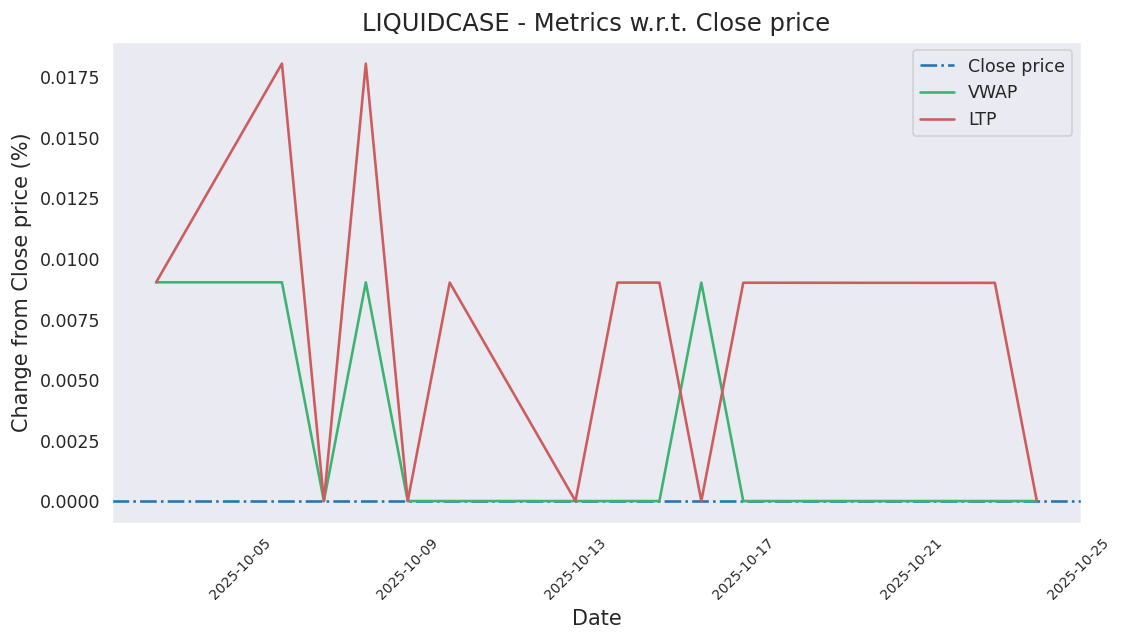 LIQUIDCASE - Metrics w.r.t. Close price
Close price
VWAP
LTP
Change from Close price (%)
0.0175
0.0150
0.0125
0.0100
0.0075
0.0050
0.0025
0.0000
2025-10-05
2025-10-09
2025-10-13
2025-10-17
2025-10-21
2025-10-25
Date